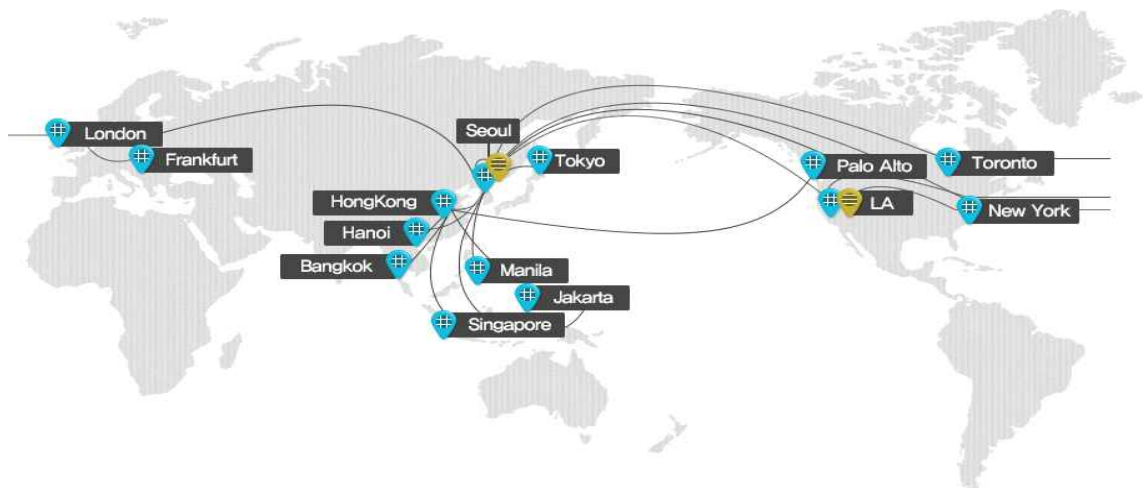 Seoul
London
Frankfurt
Tokyo
Palo Alto
Toronto
HongKong
LA
New York
Hanoi
Bangkok
Manila
Jakarta
Singapore